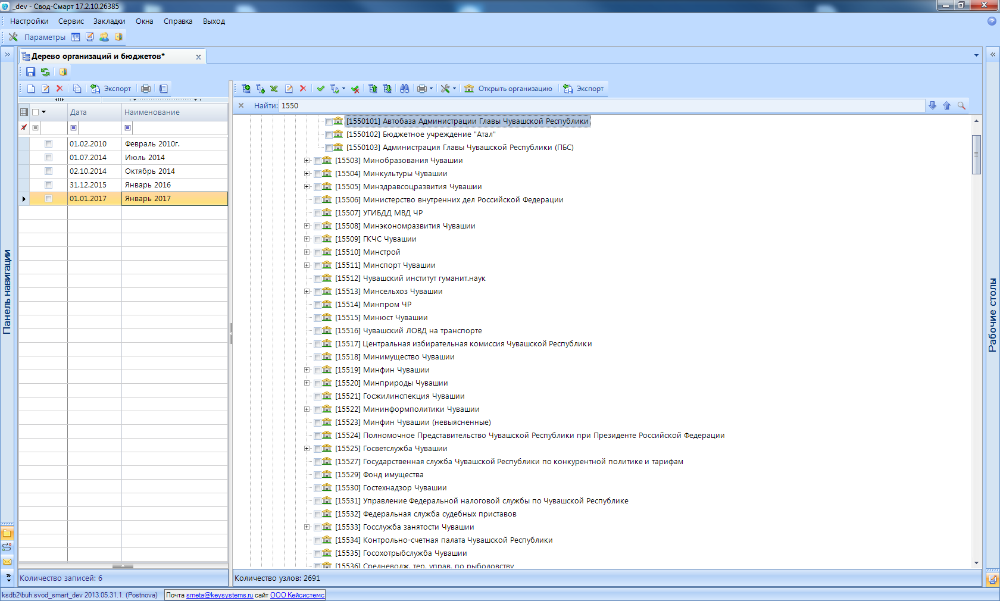 _dev - Свод-Смарт 17.2.10.26385
Настройки Сервис Закладки Окна Справка Выход
Параметры
Дерево организаций и бюджетов*
Экспорт
Открыть организацию Экспорт
Найти: 1550
Дата Наименование
01.02.2010 Февраль 2010г.
01.07.2014 Июль 2014
02.10.2014 Октябрь 2014
31.12.2015 Январь 2016
01.01.2017 Январь 2017
[1550101] Автобаза Администрации Главы Чувашской Республики
[1550102] Бюджетное учреждение "Атал"
[1550103] Администрация Главы Чувашской Республики (ПБС)
[15503] Минобразования Чувашии
[15504] Минкультуры Чувашии
[15505] Минздравсоцразвития Чувашии
[15506] Министерство внутренних дел Российской Федерации
[15507] УГИБДД МВД ЧР
[15508] Минэкономразвития Чувашии
[15509] ГКЧС Чувашии
[15510] Минстрой
[15511] Минспорт Чувашии
[15512] Чувашский институт гуманит.наук
[15513] Минсельхоз Чувашии
[15514] Минпром ЧР
[15515] Минюст Чувашии
[15516] Чувашский ЛОВД на транспорте
[15517] Центральная избирательная комиссия Чувашской Республики
[15518] Минимущество Чувашии
[15519] Минфин Чувашии
[15520] Минприроды Чувашии
[15521] Госжилинспекция Чувашии
[15522] Мининформполитики Чувашии
[15523] Минфин Чувашии (невыясненные)
[15524] Полномочное Представительство Чувашской Республики при Президенте Российской Федерации
[15525] Госветслужба Чувашии
[15527] Государственная служба Чувашской Республики по конкурентной политике и тарифам
[15529] Фонд имущества
[15530] Гостехнадзор Чувашии
[15531] Управление Федеральной налоговой службы по Чувашской Республике
[15532] Федеральная служба судебных приставов
[15533] Госслужба занятости Чувашии
[15534] Контрольно-счетная палата Чувашской Республики
[15535] Госохотрыбслужба Чувашии
[15536] Средневолж. тер. управ. по рыболовству
Панель навигации
Рабочие столы
Количество записей: 6
Количество узлов: 2691
ksdb2\buh.svod_smart_dev 2013.05.31.1. (Postnova) Почта smeta@keysystems.ru сайт ООО Кейсистемс